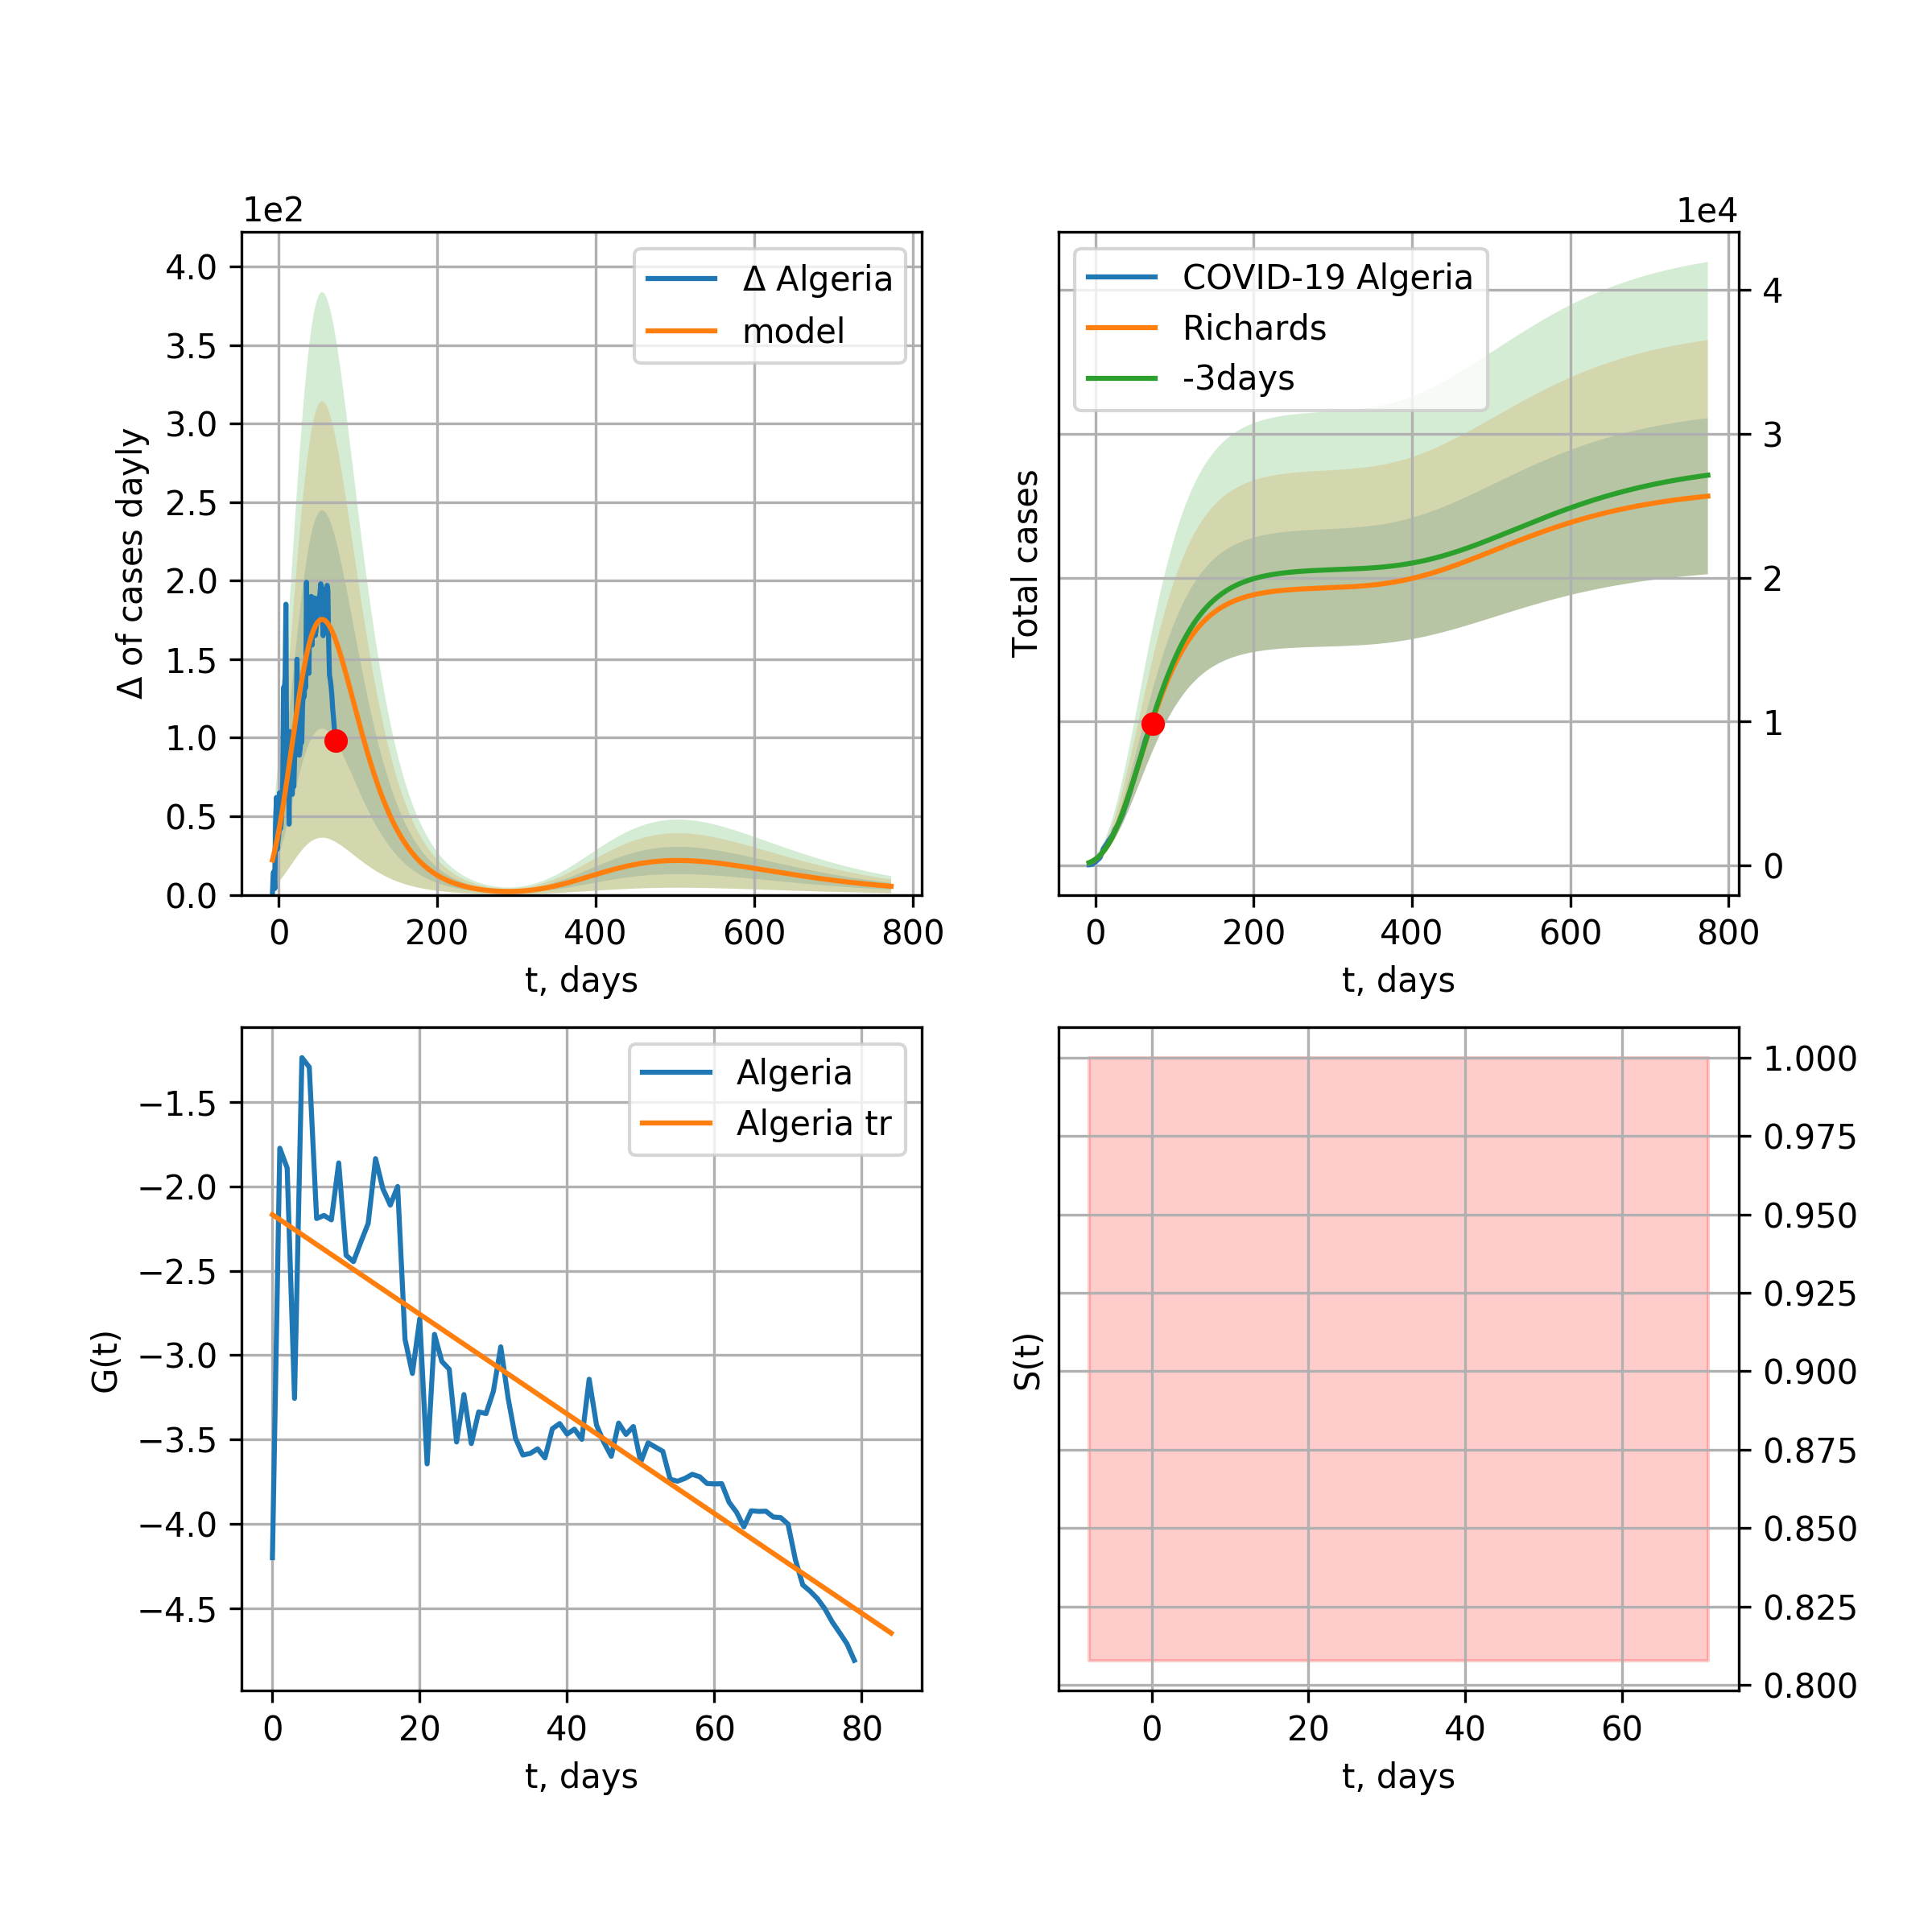 1e2
4.0
3.5
3.0
2.5
2.0
1.5
1.0
0.5
0.0
Δ of cases dayly
Δ Algeria
model
0 200 400 600 800
t, days
1e4
COVID-19 Algeria
Richards
-3days
Total cases
4
3
2
1
0
0 200 400 600 800
t, days
−1.5
−2.0
−2.5
−3.0
−3.5
−4.0
−4.5
G(t)
Algeria
Algeria tr
0 20 40 60 80
t, days
S(t)
1.000
0.975
0.950
0.925
0.900
0.875
0.850
0.825
0.800
0 20 40 60
t, days